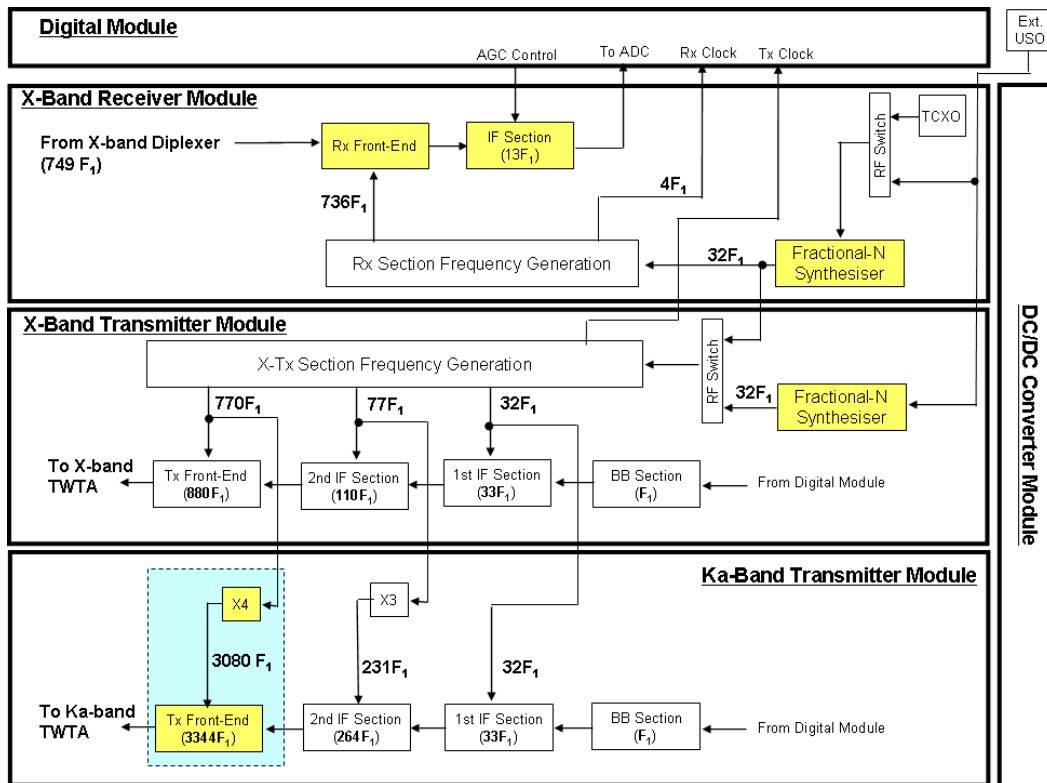 Digital Module
Ext.
USO
AGC Control
To ADC
Rx Clock
Tx Clock
X-Band Receiver Module
From X-band Diplexer
(749 F₁)
Rx Front-End
IF Section
(13F₁)
RF Switch
TCXO
736F₁
4F₁
Rx Section Frequency Generation
32F₁
Fractional-N
Synthesiser
DC/DC Converter Module
X-Band Transmitter Module
X-Tx Section Frequency Generation
RF Switch
32F₁
Fractional-N
Synthesiser
770F₁
77F₁
32F₁
To X-band
TWTA
Tx Front-End
(880F₁)
2nd IF Section
(110F₁)
1st IF Section
(33F₁)
BB Section
(F₁)
From Digital Module
Ka-Band Transmitter Module
X4
X3
3080 F₁
231F₁
32F₁
To Ka-band
TWTA
Tx Front-End
(3344F₁)
2nd IF Section
(264F₁)
1st IF Section
(33F₁)
BB Section
(F₁)
From Digital Module